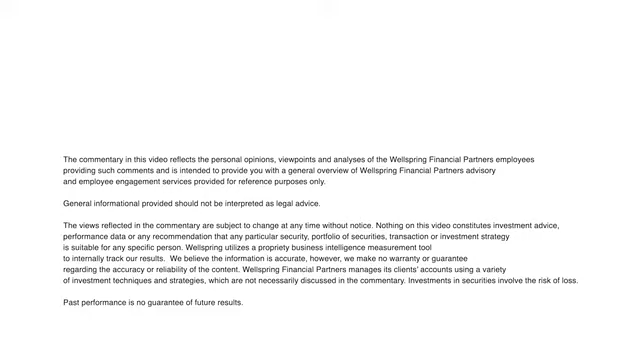 The commentary in this video reflects the personal opinions, viewpoints and analyses of the Wellspring Financial Partners employees
providing such comments and is intended to provide you with a general overview of Wellspring Financial Partners advisory
and employee engagement services provided for reference purposes only.
General informational provided should not be interpreted as legal advice.
The views reflected in the commentary are subject to change at any time without notice. Nothing on this video constitutes investment advice,
performance data or any recommendation that any particular security, portfolio of securities, transaction or investment strategy
is suitable for any specific person. Wellspring utilizes a propriety business intelligence measurement tool
to internally track our results. We believe the information is accurate, however, we make no warranty or guarantee
regarding the accuracy or reliability of the content. Wellspring Financial Partners manages its clients' accounts using a variety
of investment techniques and strategies, which are not necessarily discussed in the commentary. Investments in securities involve the risk of loss.
Past performance is no guarantee of future results.